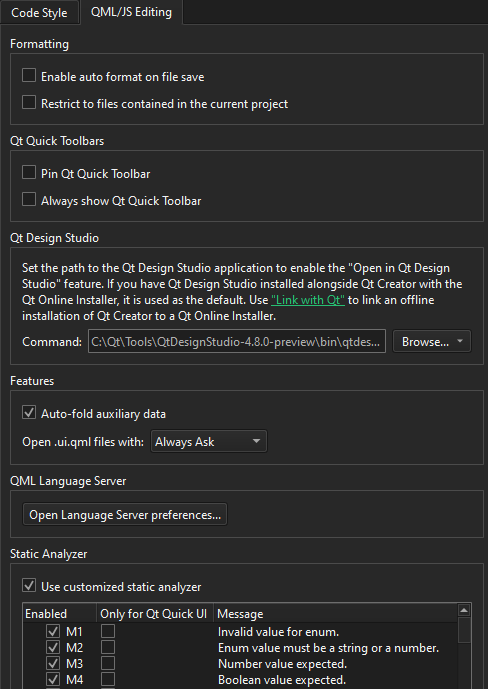 Code Style QML/JS Editing
Formatting
Enable auto format on file save
Restrict to files contained in the current project
Qt Quick Toolbars
Pin Qt Quick Toolbar
Always show Qt Quick Toolbar
Qt Design Studio
Set the path to the Qt Design Studio application to enable the "Open in Qt Design
Studio" feature. If you have Qt Design Studio installed alongside Qt Creator with the
Qt Online Installer, it is used as the default. Use "Link with Qt" to link an offline
installation of Qt Creator to a Qt Online Installer.
Command: C:\Qt\Tools\QtDesignStudio-4.8.0-preview\bin\qtdes... Browse...
Features
Auto-fold auxiliary data
Open .ui.qml files with: Always Ask
QML Language Server
Open Language Server preferences...
Static Analyzer
Use customized static analyzer
Enabled Only for Qt Quick UI Message
M1 Invalid value for enum.
M2 Enum value must be a string or a number.
M3 Number value expected.
M4 Boolean value expected.